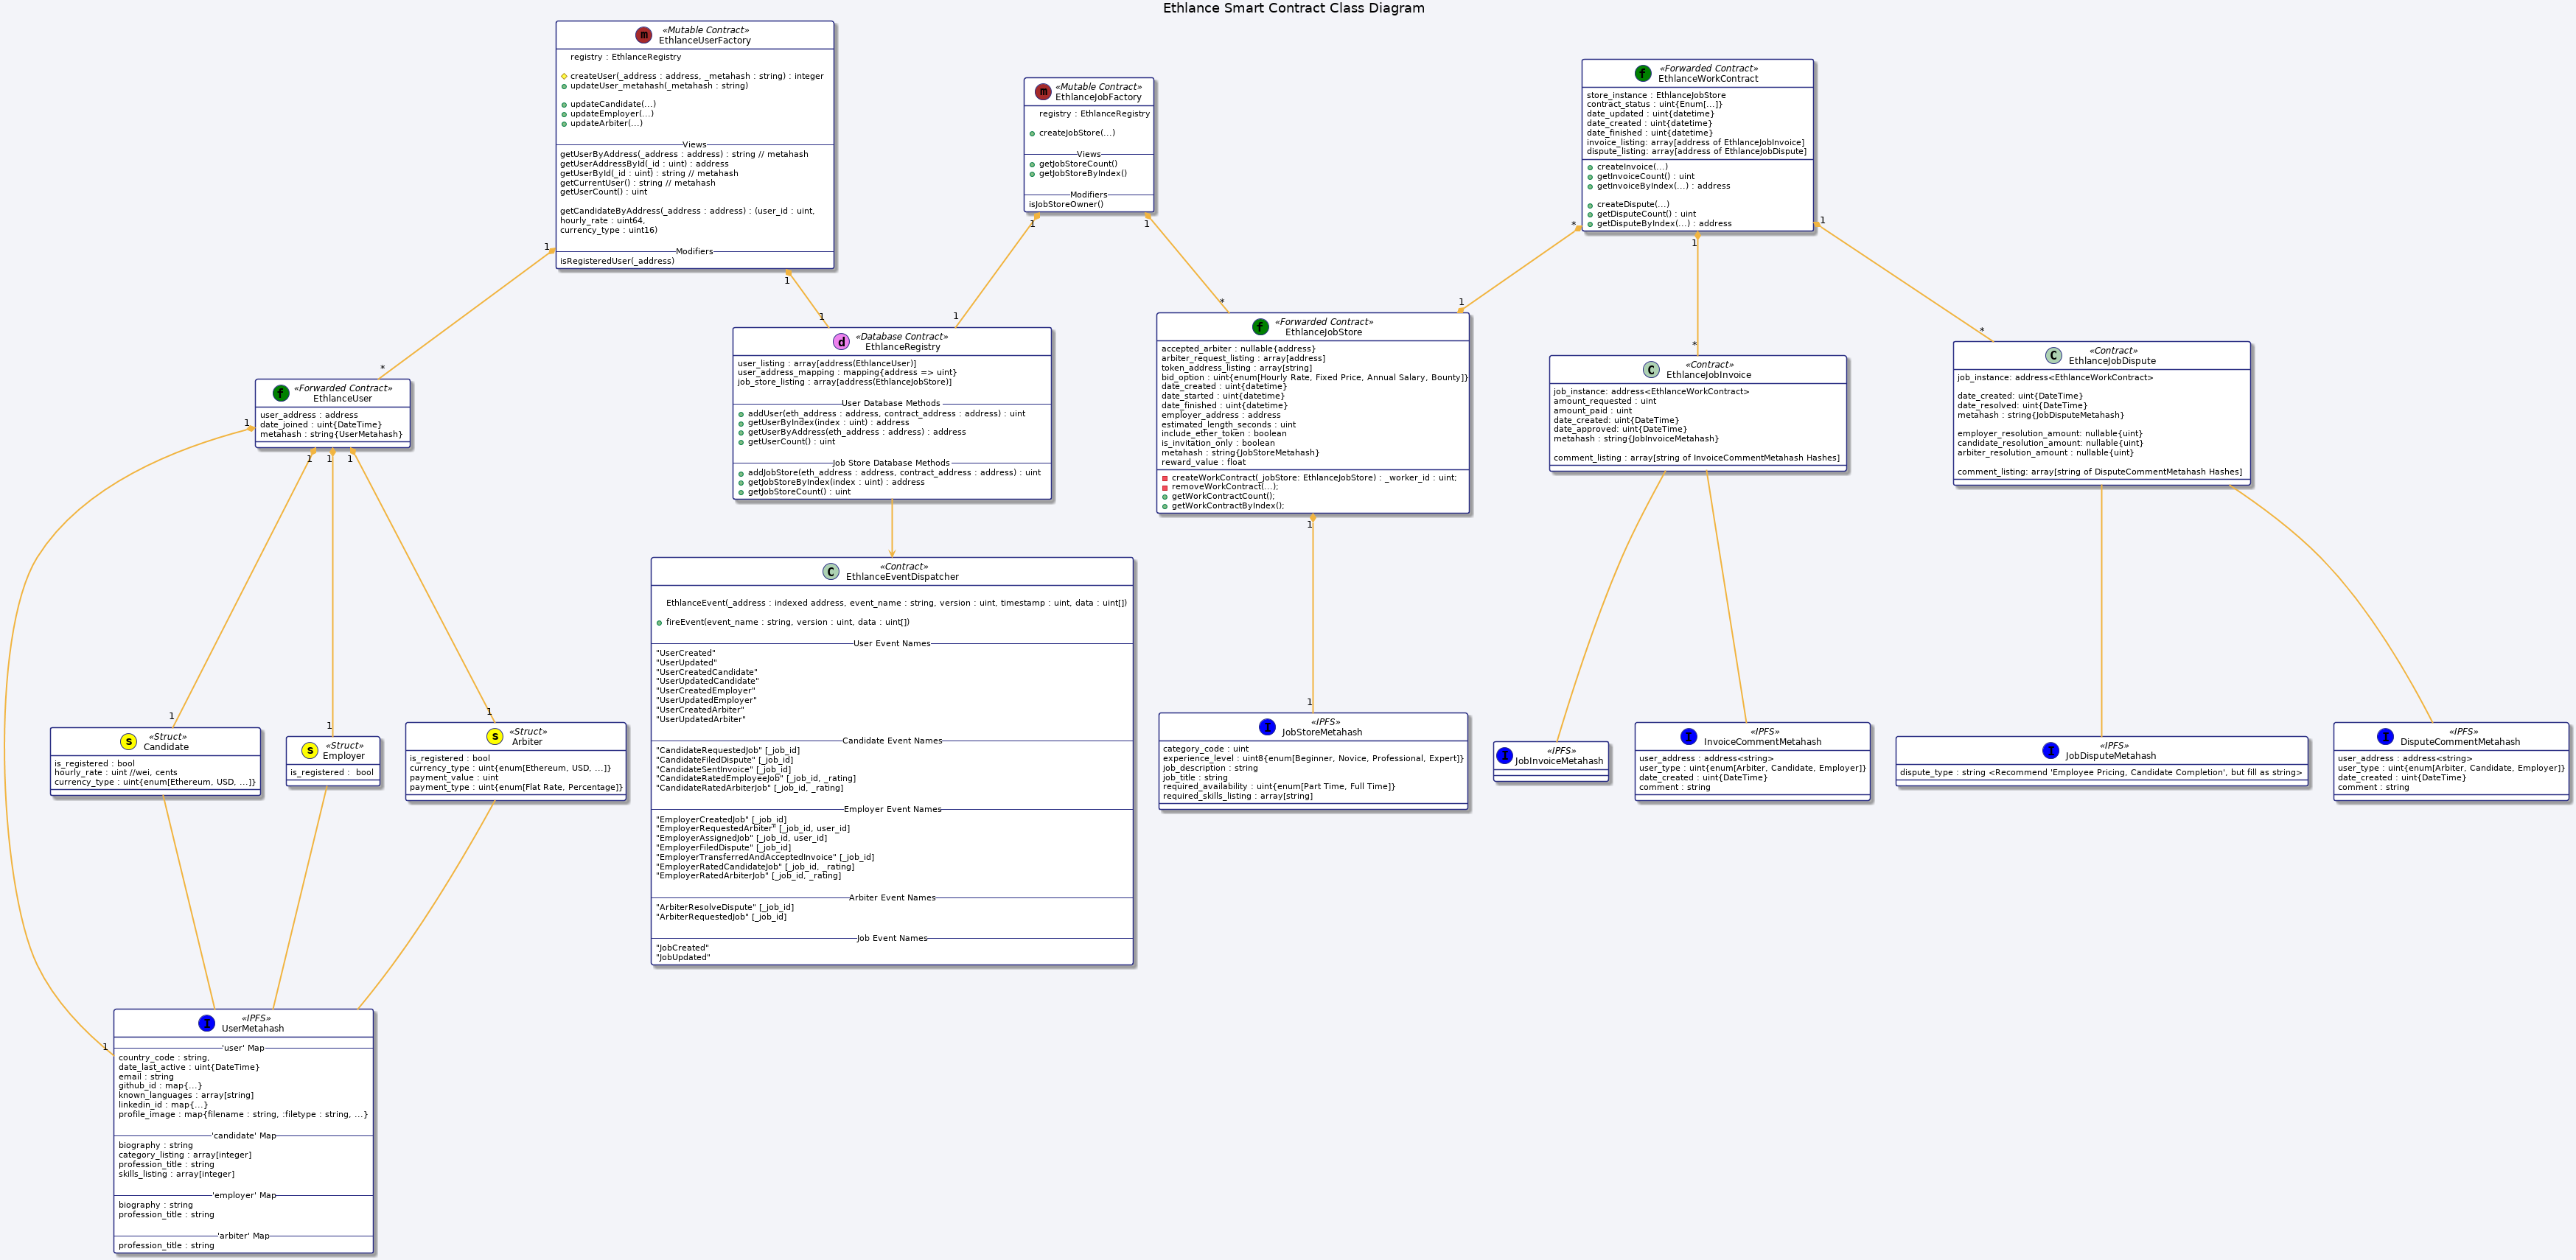 Ethlance Smart Contract Class Diagram
m
«Mutable Contract»
EthlanceUserFactory
registry : EthlanceRegistry
createUser(_address : address, _metahash : string) : integer
updateUser_metahash(_metahash : string)
updateCandidate(...)
updateEmployer(...)
updateArbiter(...)
Views
getUserByAddress(_address : address) : string // metahash
getUserAddressById(_id : uint) : address
getUserById(_id : uint) : string // metahash
getCurrentUser() : string // metahash
getUserCount() : uint
getCandidateByAddress(_address : address) : (user_id : uint,
hourly_rate : uint64,
currency_type : uint16)
Modifiers
isRegisteredUser(_address)
m
«Mutable Contract»
EthlanceJobFactory
registry : EthlanceRegistry
createJobStore(...)
Views
getJobStoreCount()
getJobStoreByIndex()
Modifiers
isJobStoreOwner()
f
«Forwarded Contract»
EthlanceWorkContract
store_instance : EthlanceJobStore
contract_status : uint{Enum[...]}
date_updated : uint{datetime}
date_created : uint{datetime}
date_finished : uint{datetime}
invoice_listing: array[address of EthlanceJobInvoice]
dispute_listing: array[address of EthlanceJobDispute]
createInvoice(...)
getInvoiceCount() : uint
getInvoiceByIndex(...) : address
createDispute(...)
getDisputeCount() : uint
getDisputeByIndex(...) : address
1
*
1
1
1
1
1
*
*
1
1
*
1
*
f
«Forwarded Contract»
EthlanceUser
user_address : address
date_joined : uint{DateTime}
metahash : string{UserMetahash}
d
«Database Contract»
EthlanceRegistry
user_listing : array[address(EthlanceUser)]
user_address_mapping : mapping{address => uint}
job_store_listing : array[address(EthlanceJobStore)]
User Database Methods
addUser(eth_address : address, contract_address : address) : uint
getUserByIndex(index : uint) : address
getUserByAddress(eth_address : address) : address
getUserCount() : uint
Job Store Database Methods
addJobStore(eth_address : address, contract_address : address) : uint
getJobStoreByIndex(index : uint) : address
getJobStoreCount() : uint
f
«Forwarded Contract»
EthlanceJobStore
accepted_arbiter : nullable{address}
arbiter_request_listing : array[address]
token_address_listing : array[string]
bid_option : uint{enum[Hourly Rate, Fixed Price, Annual Salary, Bounty]}
date_created : uint{datetime}
date_started : uint{datetime}
date_finished : uint{datetime}
employer_address : address
estimated_length_seconds : uint
include_ether_token : boolean
is_invitation_only : boolean
metahash : string{JobStoreMetahash}
reward_value : float
createWorkContract(_jobStore: EthlanceJobStore) : _worker_id : uint;
removeWorkContract(...);
getWorkContractCount();
getWorkContractByIndex();
C
«Contract»
EthlanceJobInvoice
job_instance: address<EthlanceWorkContract>
amount_requested : uint
amount_paid : uint
date_created: uint{DateTime}
date_approved: uint{DateTime}
metahash : string{JobInvoiceMetahash}
comment_listing : array[string of InvoiceCommentMetahash Hashes]
C
«Contract»
EthlanceJobDispute
job_instance: address<EthlanceWorkContract>
date_created: uint{DateTime}
date_resolved: uint{DateTime}
metahash : string{JobDisputeMetahash}
employer_resolution_amount: nullable{uint}
candidate_resolution_amount: nullable{uint}
arbiter_resolution_amount : nullable{uint}
comment_listing: array[string of DisputeCommentMetahash Hashes]
1
1
1
1
1
1
1
1
1
1
C
«Contract»
EthlanceEventDispatcher
EthlanceEvent(_address : indexed address, event_name : string, version : uint, timestamp : uint, data : uint[])
fireEvent(event_name : string, version : uint, data : uint[])
User Event Names
"UserCreated"
"UserUpdated"
"UserCreatedCandidate"
"UserUpdatedCandidate"
"UserCreatedEmployer"
"UserUpdatedEmployer"
"UserCreatedArbiter"
"UserUpdatedArbiter"
Candidate Event Names
"CandidateRequestedJob" [_job_id]
"CandidateFiledDispute" [_job_id]
"CandidateSentInvoice" [_job_id]
"CandidateRatedEmployeeJob" [_job_id, _rating]
"CandidateRatedArbiterJob" [_job_id, _rating]
Employer Event Names
"EmployerCreatedJob" [_job_id]
"EmployerRequestedArbiter" [_job_id, user_id]
"EmployerAssignedJob" [_job_id, user_id]
"EmployerFiledDispute" [_job_id]
"EmployerTransferredAndAcceptedInvoice" [_job_id]
"EmployerRatedCandidateJob" [_job_id, _rating]
"EmployerRatedArbiterJob" [_job_id, _rating]
Arbiter Event Names
"ArbiterResolveDispute" [_job_id]
"ArbiterRequestedJob" [_job_id]
Job Event Names
"JobCreated"
"JobUpdated"
s
«Struct»
Candidate
is_registered : bool
hourly_rate : uint //wei, cents
currency_type : uint{enum[Ethereum, USD, ...]}
s
«Struct»
Employer
is_registered : bool
s
«Struct»
Arbiter
is_registered : bool
currency_type : uint{enum[Ethereum, USD, ...]}
payment_value : uint
payment_type : uint{enum[Flat Rate, Percentage]}
I
«IPFS»
JobStoreMetahash
category_code : uint
experience_level : uint8{enum[Beginner, Novice, Professional, Expert]}
job_description : string
job_title : string
required_availability : uint{enum[Part Time, Full Time]}
required_skills_listing : array[string]
I
«IPFS»
JobInvoiceMetahash
I
«IPFS»
InvoiceCommentMetahash
user_address : address<string>
user_type : uint{enum[Arbiter, Candidate, Employer]}
date_created : uint{DateTime}
comment : string
I
«IPFS»
JobDisputeMetahash
dispute_type : string <Recommend 'Employee Pricing, Candidate Completion', but fill as string>
I
«IPFS»
DisputeCommentMetahash
user_address : address<string>
user_type : uint{enum[Arbiter, Candidate, Employer]}
date_created : uint{DateTime}
comment : string
I
«IPFS»
UserMetahash
'user' Map
country_code : string,
date_last_active : uint{DateTime}
email : string
github_id : map{...}
known_languages : array[string]
linkedin_id : map{...}
profile_image : map{filename : string, :filetype : string, ...}
'candidate' Map
biography : string
category_listing : array[integer]
profession_title : string
skills_listing : array[integer]
'employer' Map
biography : string
profession_title : string
'arbiter' Map
profession_title : string